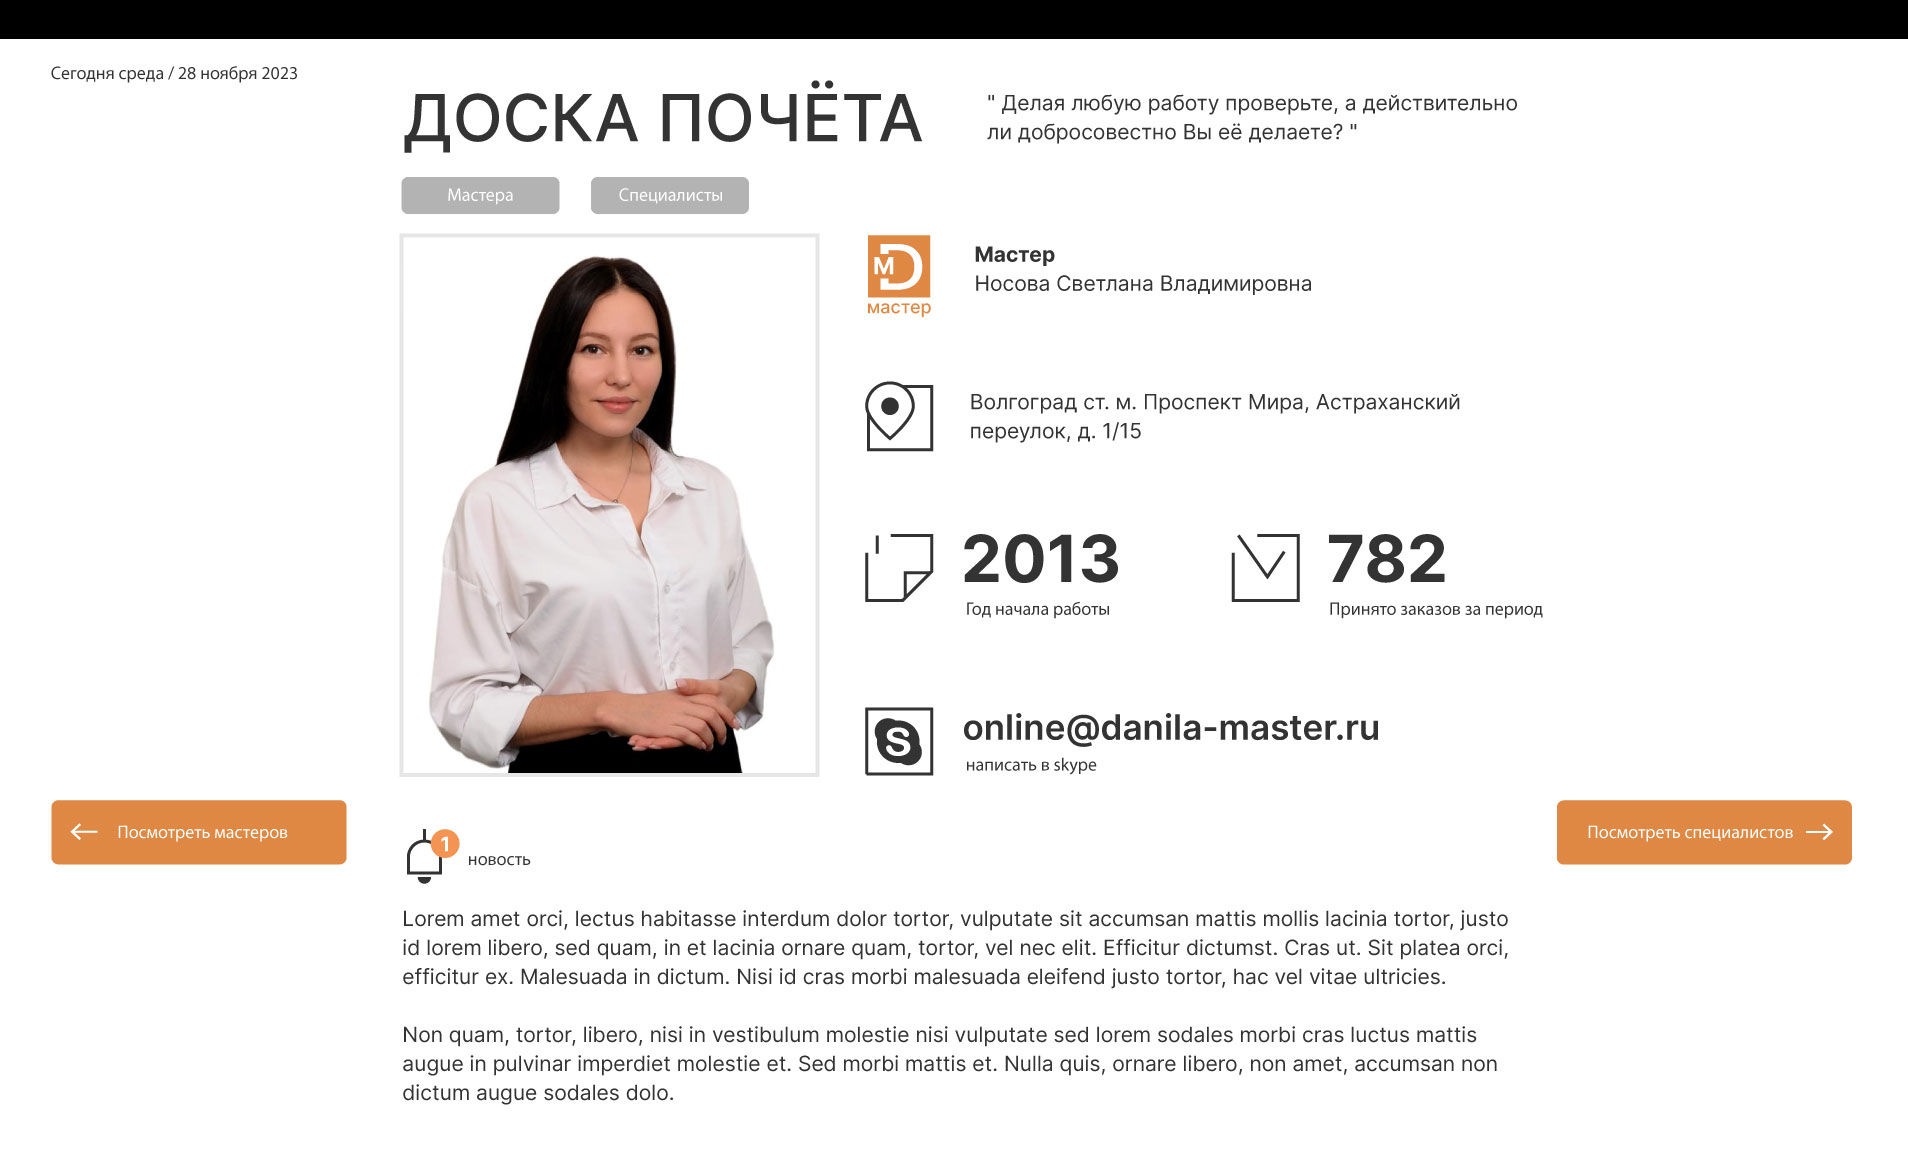 Сегодня среда / 28 ноября 2023
ДОСКА ПОЧЁТА
" Делая любую работу проверьте, а действительно
ли добросовестно Вы её делаете? "
Мастера
Специалисты
М D
мастер
Мастер
Носова Светлана Владимировна
Волгоград ст. м. Проспект Мира, Астраханский
переулок, д. 1/15
2013
Год начала работы
782
Принято заказов за период
S
online@danila-master.ru
написать в skype
Посмотреть мастеров
Посмотреть специалистов
1
новость
Lorem amet orci, lectus habitasse interdum dolor tortor, vulputate sit accumsan mattis mollis lacinia tortor, justo
id lorem libero, sed quam, in et lacinia ornare quam, tortor, vel nec elit. Efficitur dictumst. Cras ut. Sit platea orci,
efficitur ex. Malesuada in dictum. Nisi id cras morbi malesuada eleifend justo tortor, hac vel vitae ultricies.
Non quam, tortor, libero, nisi in vestibulum molestie nisi vulputate sed lorem sodales morbi cras luctus mattis
augue in pulvinar imperdiet molestie et. Sed morbi mattis et. Nulla quis, ornare libero, non amet, accumsan non
dictum augue sodales dolo.